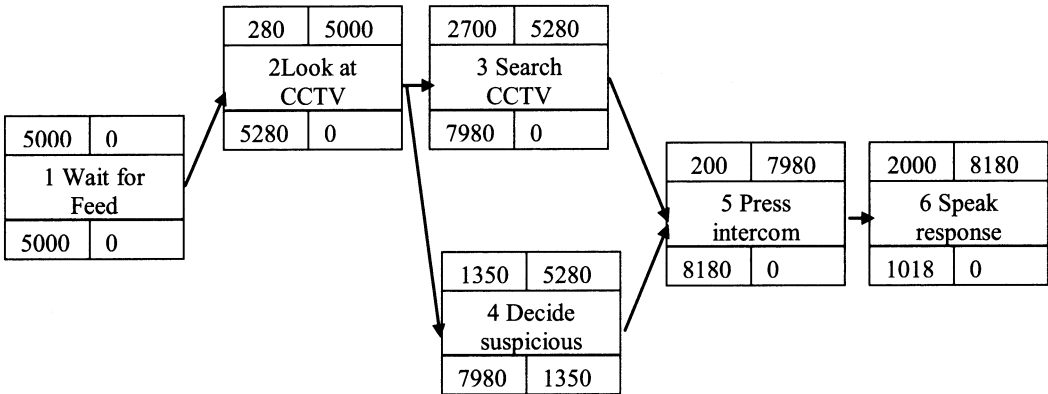 5000 0
1 Wait for
Feed
5000 0
280 5000
2Look at
CCTV
5280 0
2700 5280
3 Search
CCTV
7980 0
1350 5280
4 Decide
suspicious
7980 1350
200 7980
5 Press
intercom
8180 0
2000 8180
6 Speak
response
1018 0